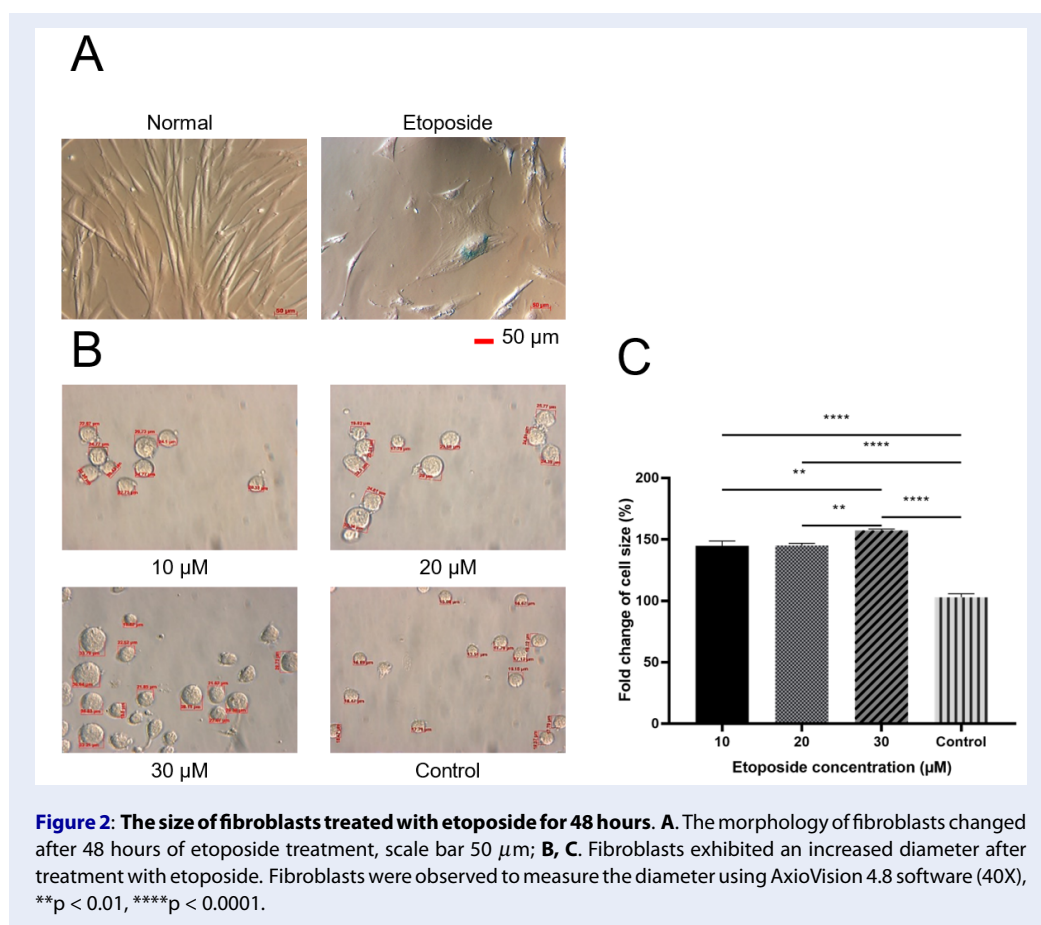 A
Normal
Etoposide
50 µm
50 µm
50 µm
B
10 µM
20 µM
30 µM
Control
C
****
****
**
****
**
200
150
100
50
0
Fold change of cell size (%)
10 20 30 Control
Etoposide concentration (µM)
Figure 2: The size of fibroblasts treated with etoposide for 48 hours. A. The morphology of fibroblasts changed
after 48 hours of etoposide treatment, scale bar 50 µm; B, C. Fibroblasts exhibited an increased diameter after
treatment with etoposide. Fibroblasts were observed to measure the diameter using AxioVision 4.8 software (40X),
**p < 0.01, ****p < 0.0001.